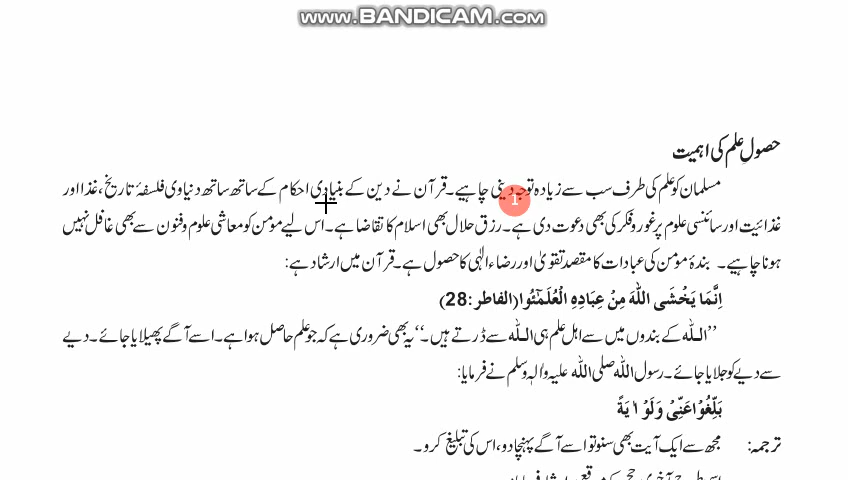 www.BANDICAM.com
حصولِ علم کی اہمیت
مسلمان کو علم کی طرف سب سے زیادہ توجہ دینی چاہیے۔ قرآن نے دین کے بنیادی احکام کے ساتھ ساتھ دنیاوی فلسفۂ تاریخ، غذا اور
غذائیت اور سائنسی علوم پر غور و فکر کی بھی دعوت دی ہے۔ رزق حلال بھی اسلام کا تقاضا ہے۔ اس لیے مؤمن کو معاشی علوم و فنون سے بھی غافل نہیں
ہونا چاہیے۔ بندۂ مؤمن کی عبادات کا مقصد تقویٰ اور رضاء الٰہی کا حصول ہے۔ قرآن میں ارشاد ہے:
اِنَّمَا يَخْشَى اللّٰهَ مِنْ عِبَادِهِ الْعُلَمٰٓئُوا (الفاطر:28)
’’اللہ کے بندوں میں سے اہل علم ہی اللہ سے ڈرتے ہیں۔‘‘ یہ بھی ضروری ہے کہ جو علم حاصل ہوا ہے۔ اسے آگے پھیلایا جائے۔ دیے
سے دیے کو جلایا جائے۔ رسول اللہ صلی اللہ علیہ والہ وسلم نے فرمایا:
بَلِّغُوْا عَنِّیْ وَلَوْ اٰيَةً
ترجمہ: مجھ سے ایک آیت بھی سنو تو اسے آگے پہنچا دو، اس کی تبلیغ کرو۔